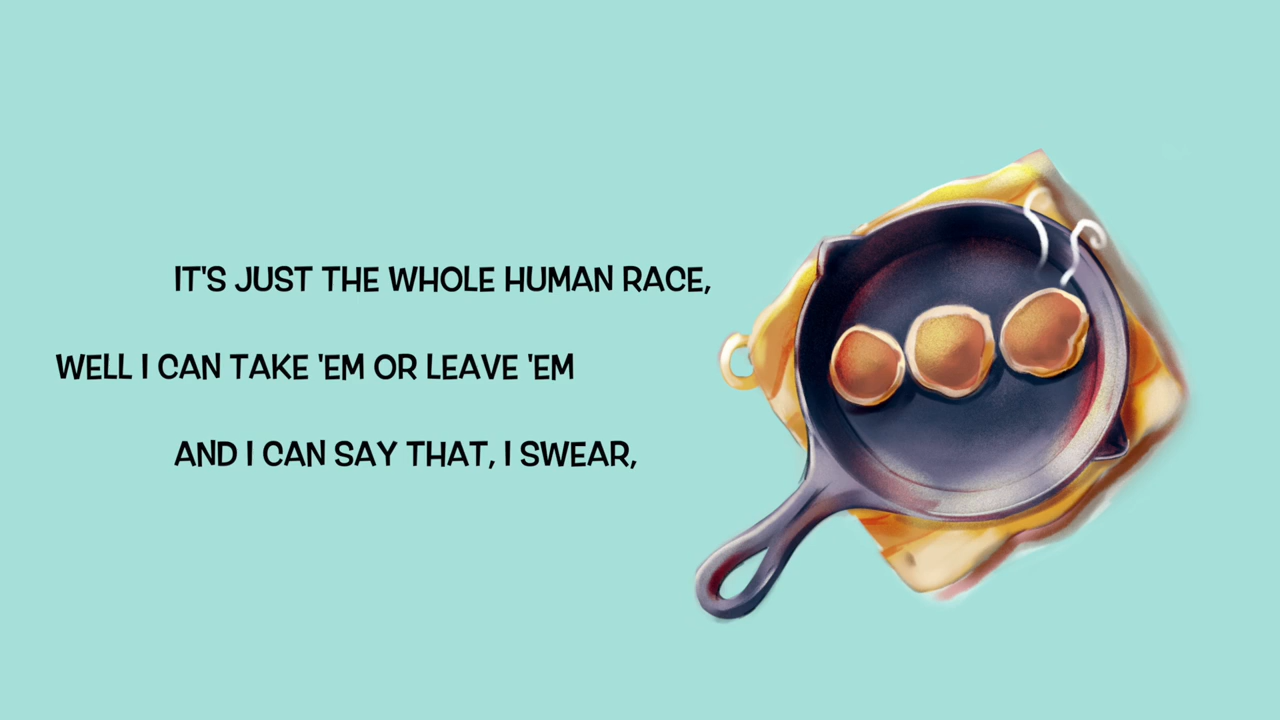 IT'S JUST THE WHOLE HUMAN RACE,
WELL I CAN TAKE 'EM OR LEAVE 'EM
AND I CAN SAY THAT, I SWEAR,